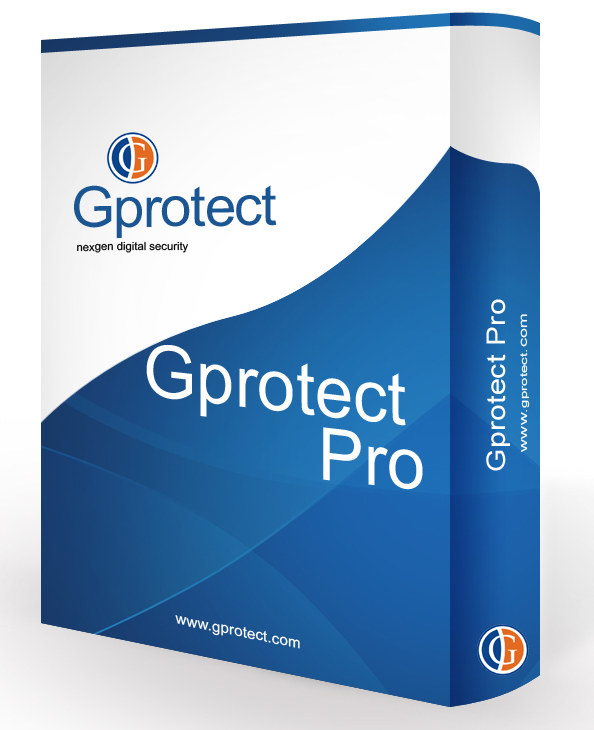 G
Gprotect
nexgen digital security
Gprotect
Pro
www.gprotect.com
Gprotect Pro
www.gprotect.com
G